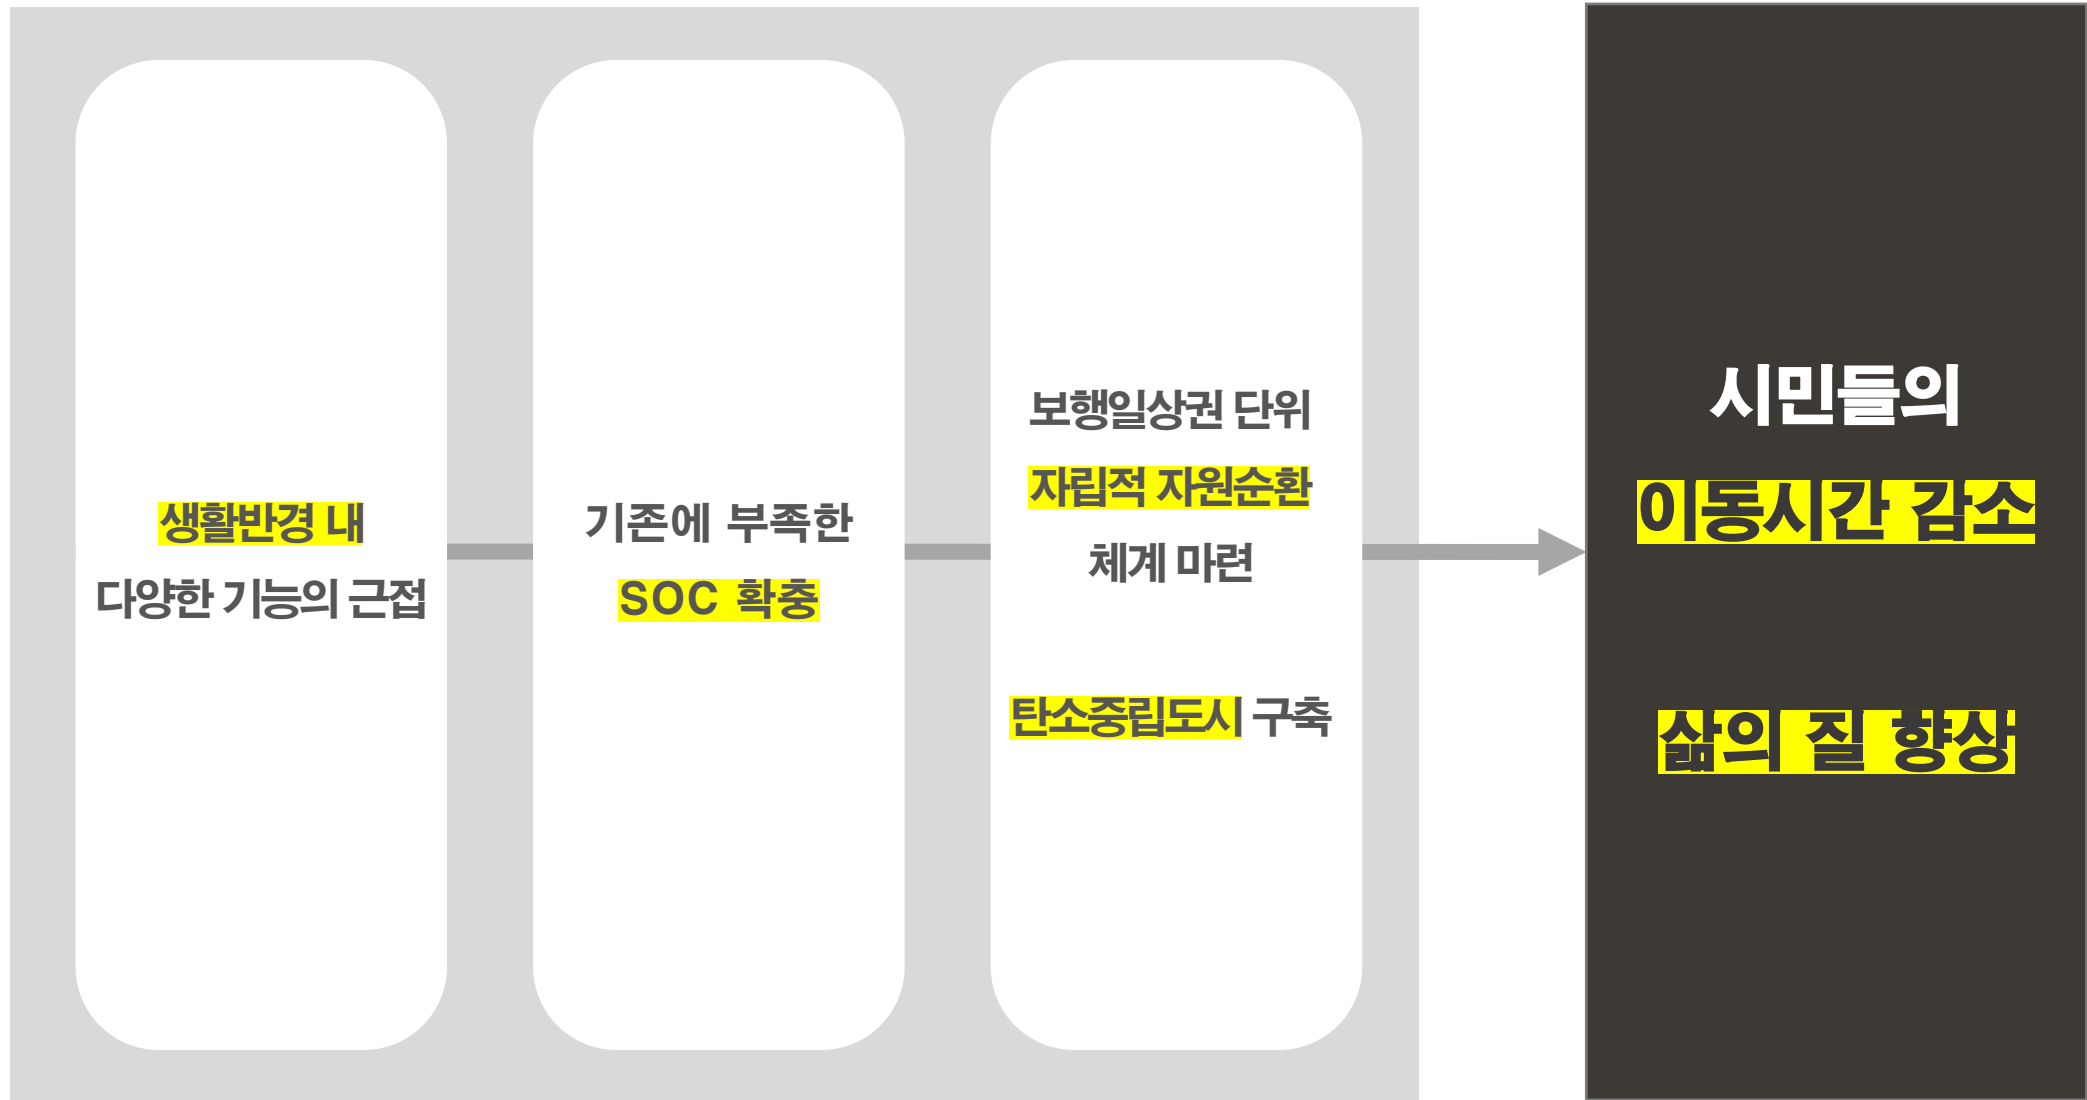 생활반경 내
다양한 기능의 근접
기존에 부족한
SOC 확충
보행일상권 단위
자립적 자원순환
체계 마련
탄소중립도시 구축
시민들의
이동시간 감소
삶의 질 향상